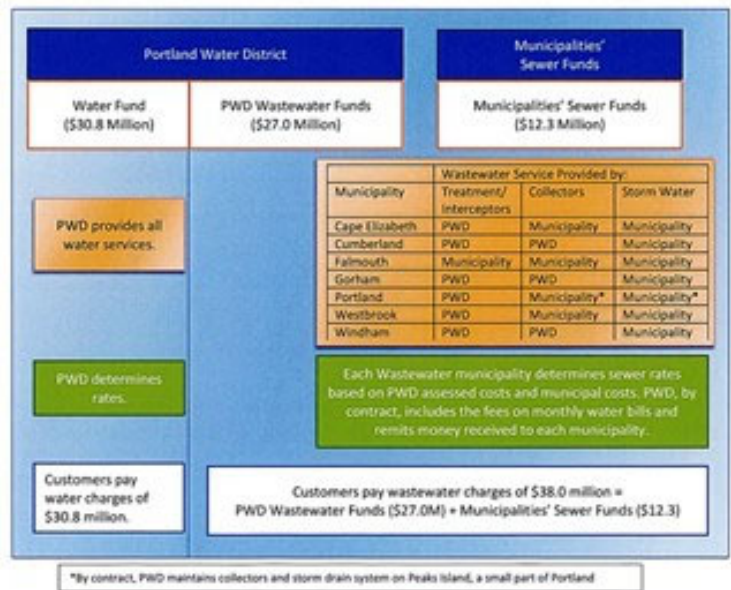 Portland Water District
Municipalities'
Sewer Funds
Water Fund
($30.8 Million)
PWD Wastewater Funds
($27.0 Million)
Municipalities' Sewer Funds
($12.3 Million)
PWD provides all
water services.
Wastewater Service Provided by:
Municipality Treatment/ Collectors Storm Water
Interceptors
Cape Elizabeth PWD Municipality Municipality
Cumberland PWD PWD Municipality
Falmouth Municipality Municipality Municipality
Gorham PWD PWD Municipality
Portland PWD Municipality* Municipality*
Westbrook PWD Municipality Municipality
Windham PWD PWD Municipality
PWD determines
rates.
Each Wastewater municipality determines sewer rates
based on PWD assessed costs and municipal costs. PWD, by
contract, includes the fees on monthly water bills and
remits money received to each municipality.
Customers pay
water charges of
$30.8 million.
Customers pay wastewater charges of $38.0 million =
PWD Wastewater Funds ($27.0M) + Municipalities' Sewer Funds ($12.3)
*By contract, PWD maintains collectors and storm drain system on Peaks Island, a small part of Portland